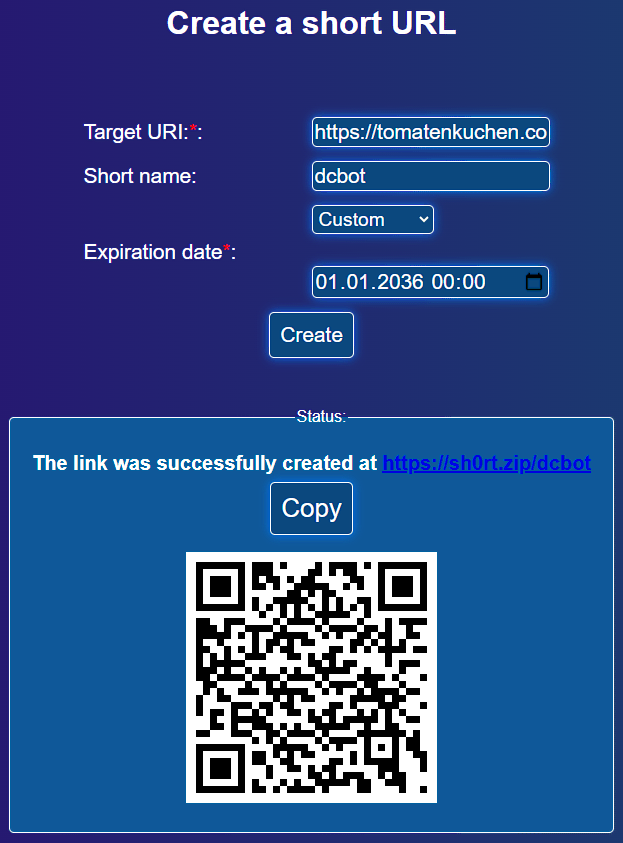 Create a short URL
Target URI:*: https://tomatenkuchen.co
Short name: dcbot
Custom
Expiration date*:
01.01.2036 00:00
Create
Status:
The link was successfully created at https://sh0rt.zip/dcbot
Copy